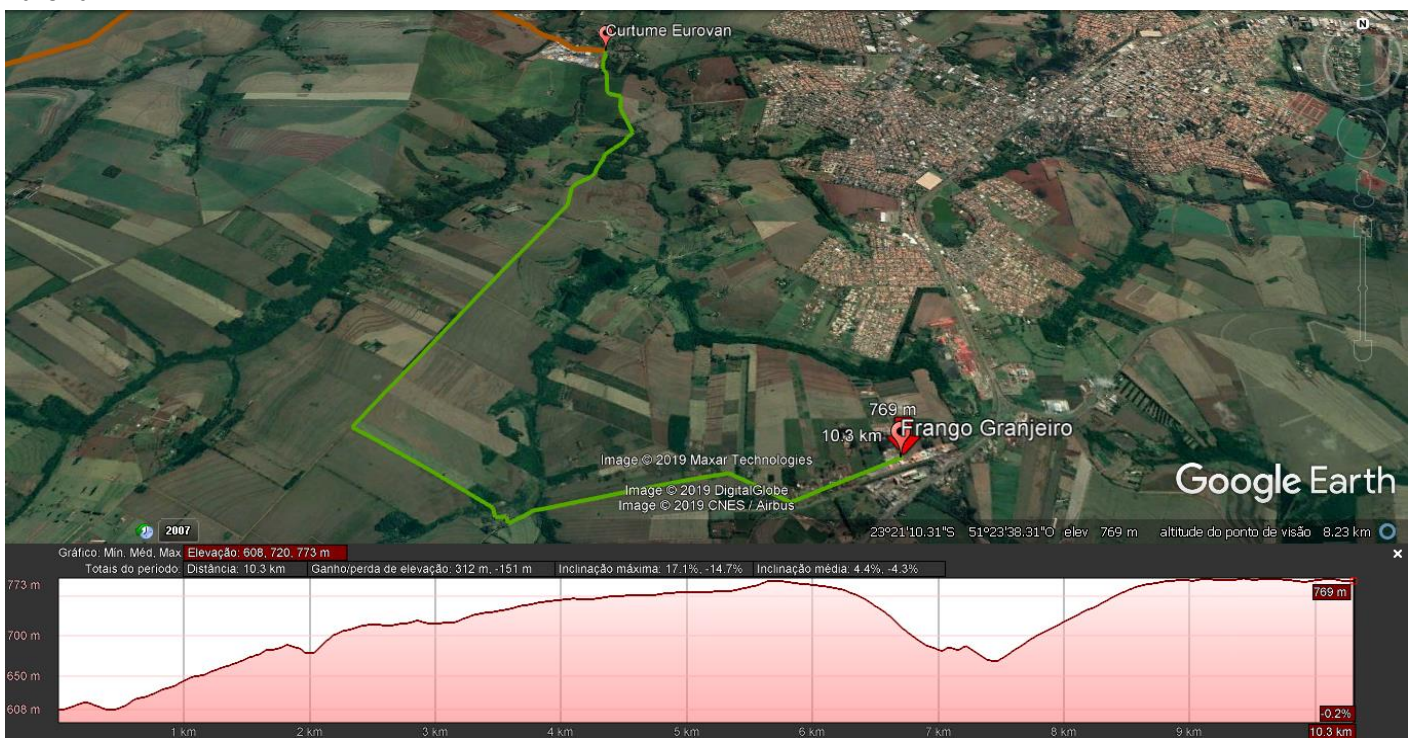 Curtume Eurovan
N
769 m
10.3 km
Frango Granjeiro
Image © 2019 Maxar Technologies
Image © 2019 DigitalGlobe
Image © 2019 CNES / Airbus
Google Earth
2007
23°21'10.31"S 51°23'38.31"O elev 769 m altitude do ponto de visão 8.23 km
Gráfico: Mín, Méd, Máx Elevação: 608, 720, 773 m
Totais do período: Distância: 10.3 km Ganho/perda de elevação: 312 m, -151 m Inclinação máxima: 17.1%, -14.7% Inclinação média: 4.4%, -4.3%
773 m
769 m
700 m
650 m
608 m
-0.2%
1 km 2 km 3 km 4 km 5 km 6 km 7 km 8 km 9 km 10.3 km